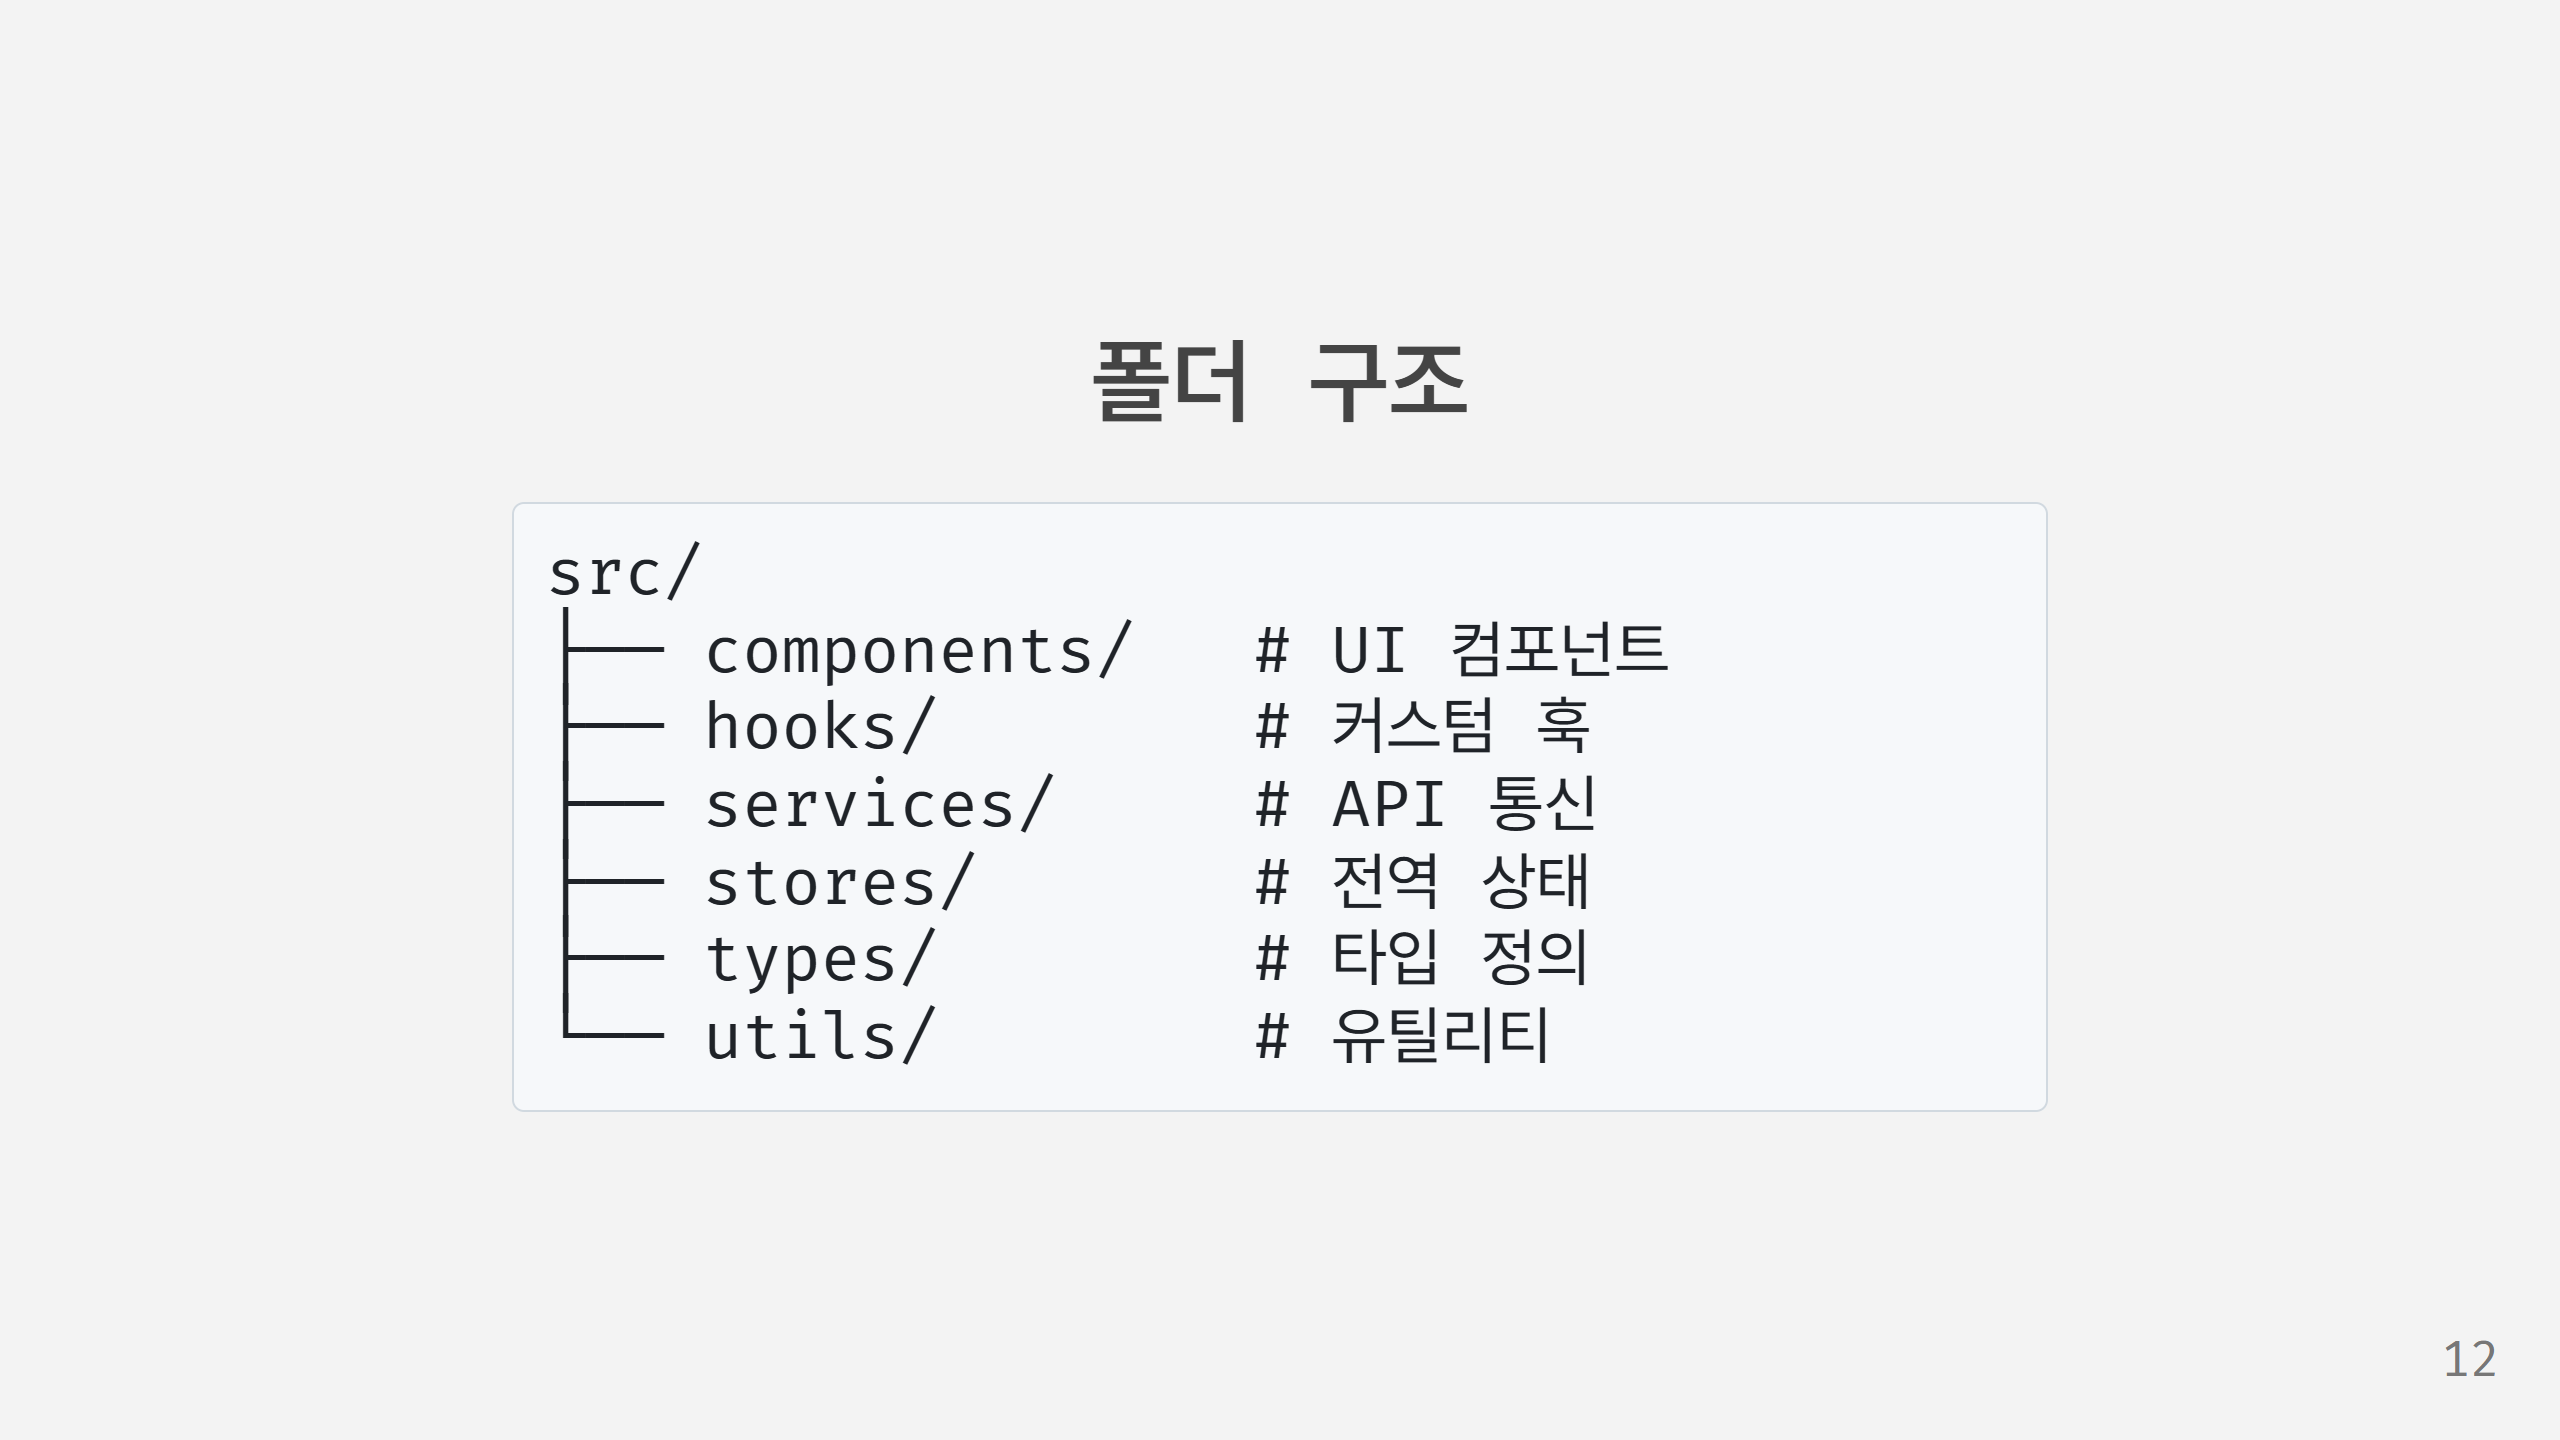 폴더 구조
src/
├── components/   # UI 컴포넌트
├── hooks/        # 커스텀 훅
├── services/     # API 통신
├── stores/       # 전역 상태
├── types/        # 타입 정의
└── utils/        # 유틸리티
12